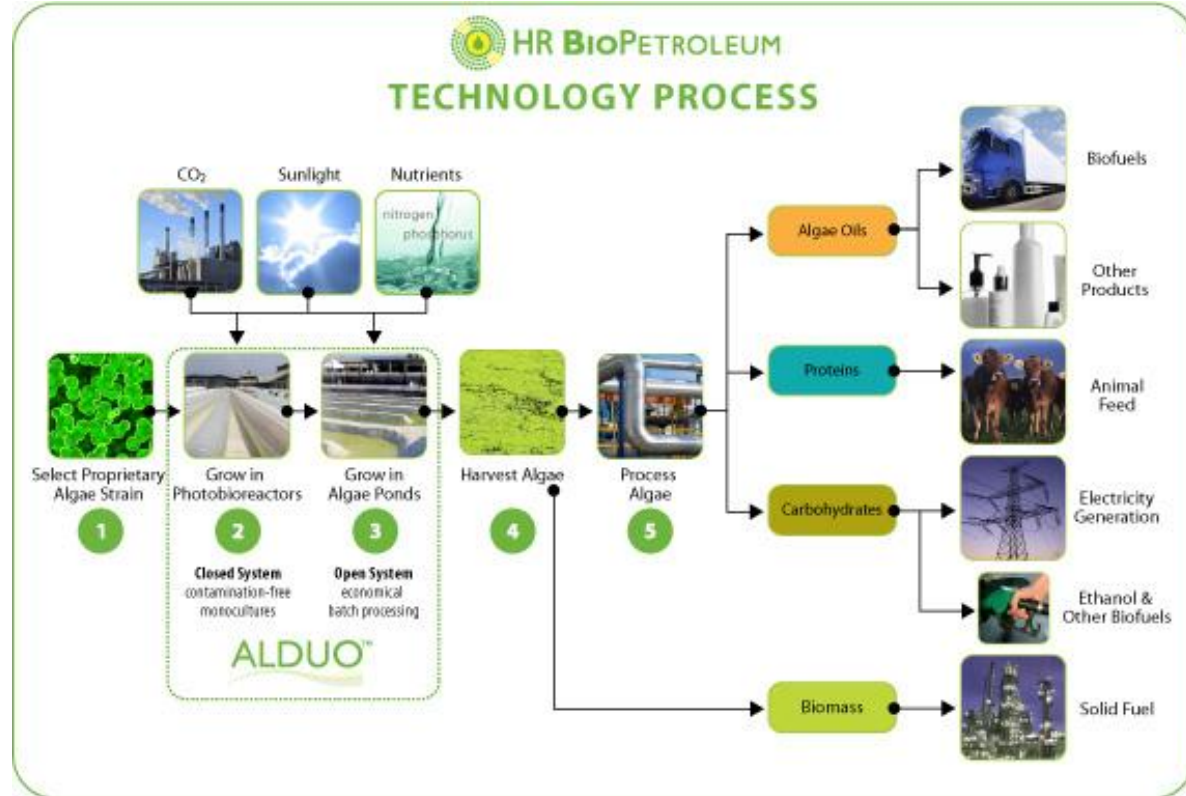 HR BIOPETROLEUM
TECHNOLOGY PROCESS
CO₂
Sunlight
Nutrients
nitrogen
phosphorus
Select Proprietary
Algae Strain
1
Grow in
Photobioreactors
2
Closed System
contamination-free
monocultures
Grow in
Algae Ponds
3
Open System
economical
batch processing
ALDUO™
Harvest Algae
4
Process
Algae
5
Algae Oils
Biofuels
Other
Products
Proteins
Animal
Feed
Carbohydrates
Electricity
Generation
Ethanol &
Other Biofuels
Biomass
Solid Fuel